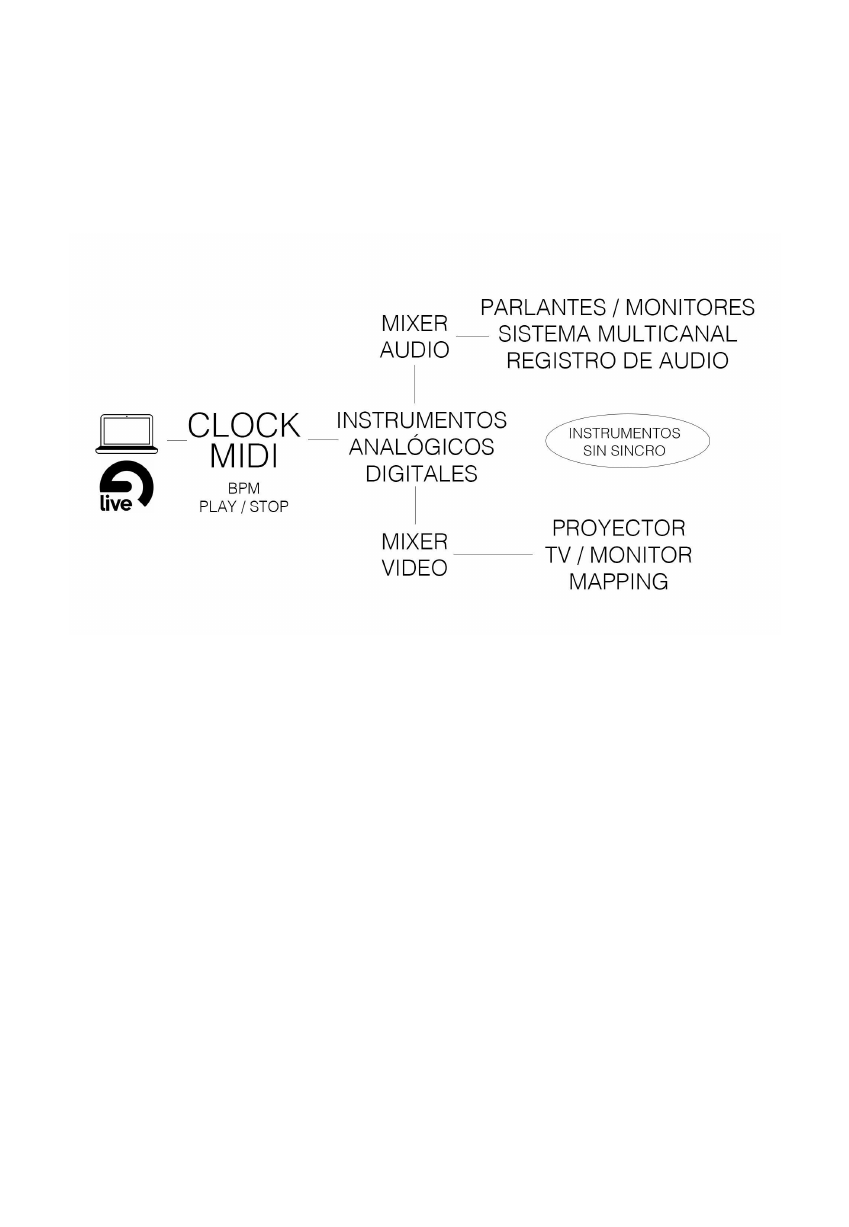 live
CLOCK
MIDI
BPM
PLAY / STOP
INSTRUMENTOS
ANALÓGICOS
DIGITALES
MIXER
AUDIO
PARLANTES / MONITORES
SISTEMA MULTICANAL
REGISTRO DE AUDIO
INSTRUMENTOS
SIN SINCRO
MIXER
VIDEO
PROYECTOR
TV / MONITOR
MAPPING